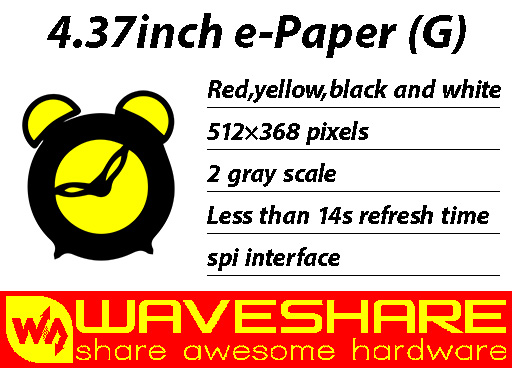 4.37inch e-Paper (G)
Red,yellow,black and white
512×368 pixels
2 gray scale
Less than 14s refresh time
spi interface
WAVESHARE
share awesome hardware